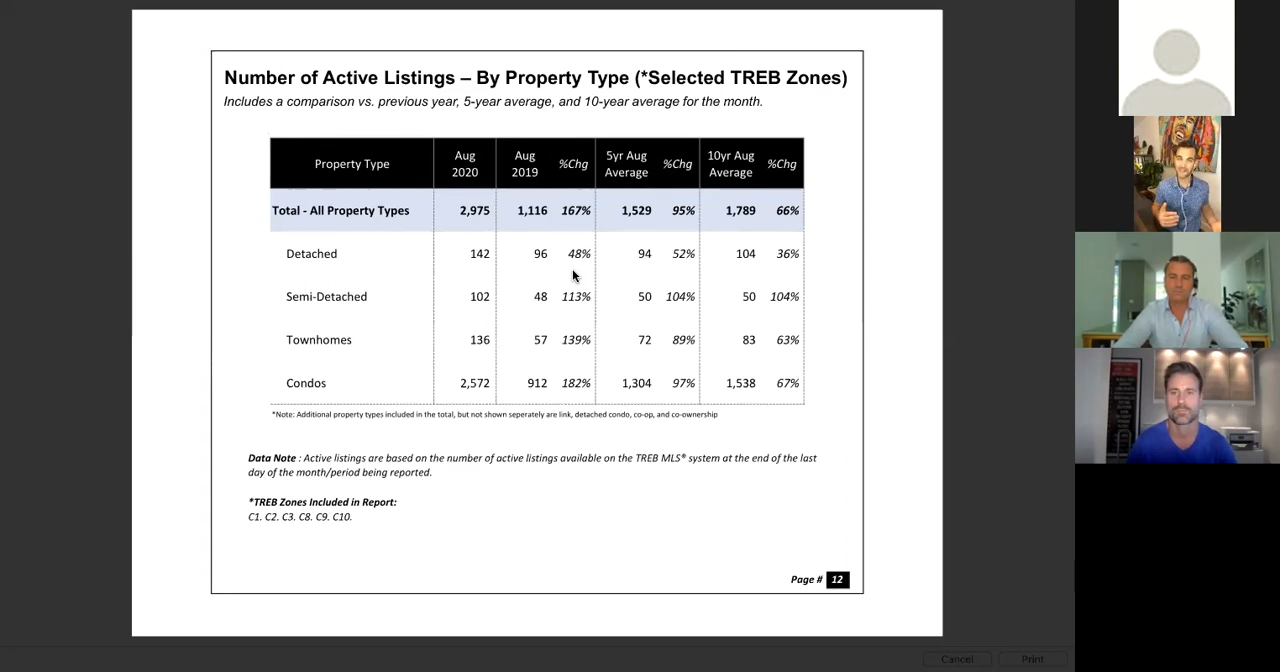 Number of Active Listings – By Property Type (*Selected TREB Zones)
Includes a comparison vs. previous year, 5-year average, and 10-year average for the month.
Property Type Aug 2020 Aug 2019 %Chg 5yr Aug Average %Chg 10yr Aug Average %Chg
Total - All Property Types 2,975 1,116 167% 1,529 95% 1,789 66%
Detached 142 96 48% 94 52% 104 36%
Semi-Detached 102 48 113% 50 104% 50 104%
Townhomes 136 57 139% 72 89% 83 63%
Condos 2,572 912 182% 1,304 97% 1,538 67%
*Note: Additional property types included in the total, but not shown seperately are link, detached condo, co-op, and co-ownership
Data Note : Active listings are based on the number of active listings available on the TREB MLS® system at the end of the last
day of the month/period being reported.
*TREB Zones Included in Report:
C1. C2. C3. C8. C9. C10.
Page # 12
Cancel Print